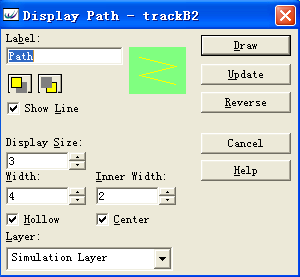 Display Path - trackB2
Label:
Path
Draw
Update
Reverse
Show Line
Cancel
Display Size:
3
Help
Width:
Inner Width:
4
2
Hollow
Center
Layer:
Simulation Layer